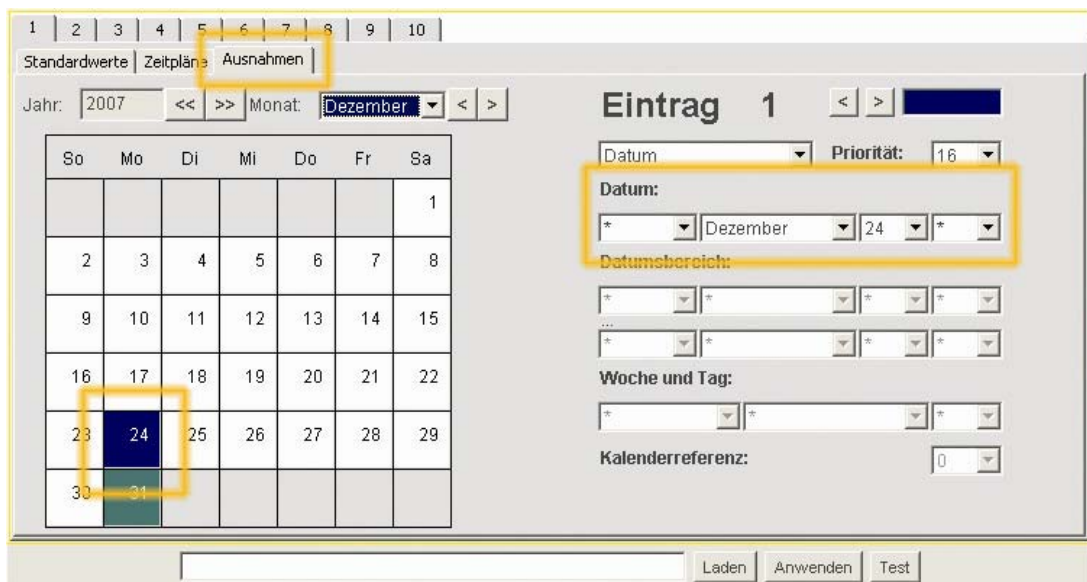 1 2 3 4 5 6 7 8 9 10
Standardwerte Zeitpläne Ausnahmen
Jahr: 2007 << >> Monat: Dezember < >
So Mo Di Mi Do Fr Sa
1
2 3 4 5 6 7 8
9 10 11 12 13 14 15
16 17 18 19 20 21 22
23 24 25 26 27 28 29
30 31
Eintrag 1 < >
Datum Priorität: 16
Datum:
* Dezember 24 *
Datumsbereich:
* * * *
...
* * * *
Woche und Tag:
* * *
Kalenderreferenz: 0
Laden Anwenden Test